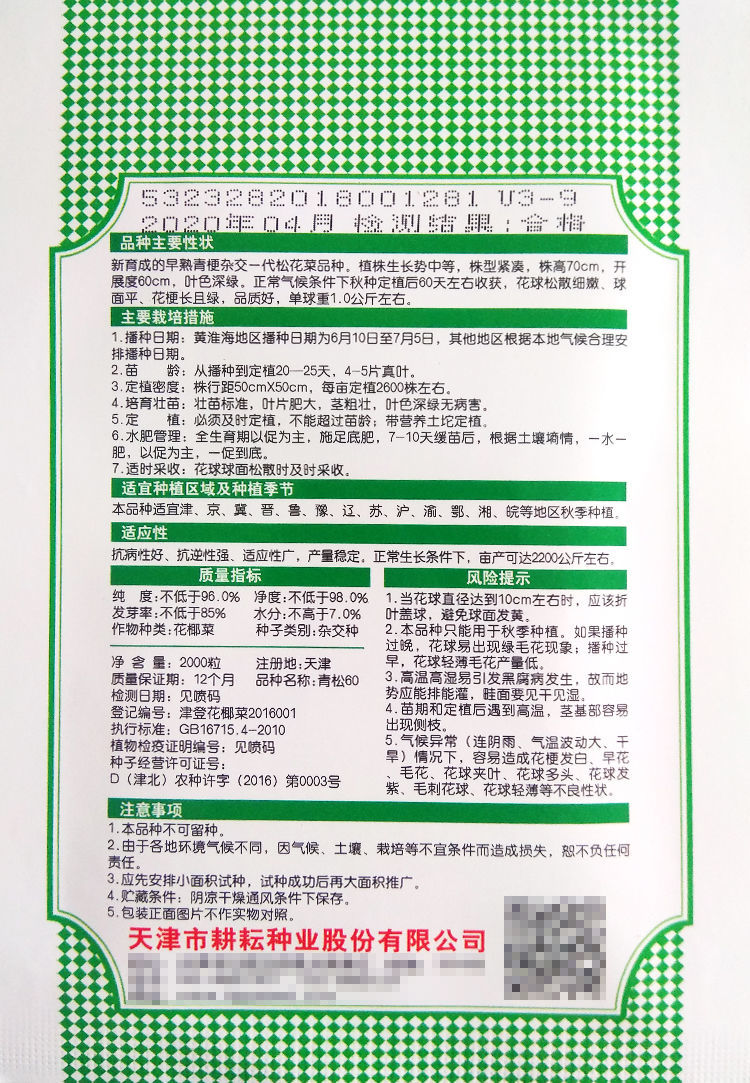 5323282018001281 V3-9
2020年04月 检测结果:合格
品种主要性状
新育成的早熟青梗杂交一代松花菜品种。植株生长势中等，株型紧凑，株高70cm，开
展度60cm，叶色深绿。正常气候条件下秋种定植后60天左右收获，花球松散细嫩、球
面平、花梗长且绿，品质好，单球重1.0公斤左右。
主要栽培措施
1.播种日期：黄淮海地区播种日期为6月10日至7月5日，其他地区根据本地气候合理安
排播种日期。
2.苗 龄：从播种到定植20—25天，4-5片真叶。
3.定植密度：株行距50cmX50cm，每亩定植2600株左右。
4.培育壮苗：壮苗标准，叶片肥大，茎粗壮，叶色深绿无病害。
5.定 植：必须及时定植，不能超过苗龄；带营养土坨定植。
6.水肥管理：全生育期以促为主，施足底肥，7-10天缓苗后，根据土壤墒情，一水一
肥，以促为主，一促到底。
7.适时采收：花球球面松散时及时采收。
适宜种植区域及种植季节
本品种适宜津、京、冀、晋、鲁、豫、辽、苏、沪、渝、鄂、湘、皖等地区秋季种植。
适应性
抗病性好、抗逆性强、适应性广，产量稳定，正常生长条件下，亩产可达2200公斤左右。
质量指标
纯 度:不低于96.0% 净度:不低于98.0%
发芽率:不低于85% 水分:不高于7.0%
作物种类:花椰菜 种子类别:杂交种
净 含 量：2000粒 注册地:天津
质量保证期：12个月 品种名称:青松60
检测日期：见喷码
登记编号：津登花椰菜2016001
执行标准：GB16715.4-2010
植物检疫证明编号：见喷码
种子经营许可证号：
D（津北）农种许字（2016）第0003号
风险提示
1.当花球直径达到10cm左右时，应该折
叶盖球，避免球面发黄。
2.本品种只能用于秋季种植。如果播种
过晚，花球易出现绿毛花现象；播种过
早，花球轻薄毛花产量低。
3.高温高湿易引发黑腐病发生，故而地
势应能排能灌，畦面要见干见湿。
4.苗期和定植后遇到高温，茎基部容易
出现侧枝。
5.气候异常（连阴雨、气温波动大、干
旱）情况下，容易造成花梗发白、早花
、毛花、花球夹叶、花球多头、花球发
紫、毛刺花球、花球轻薄等不良性状。
注意事项
1.本品种不可留种。
2.由于各地环境气候不同，因气候、土壤、栽培等不宜条件而造成损失，恕不负任何
责任。
3.应先安排小面积试种，试种成功后再大面积推广。
4.贮藏条件：阴凉干燥通风条件下保存。
5.包装正面图片不作实物对照。
天津市耕耘种业股份有限公司